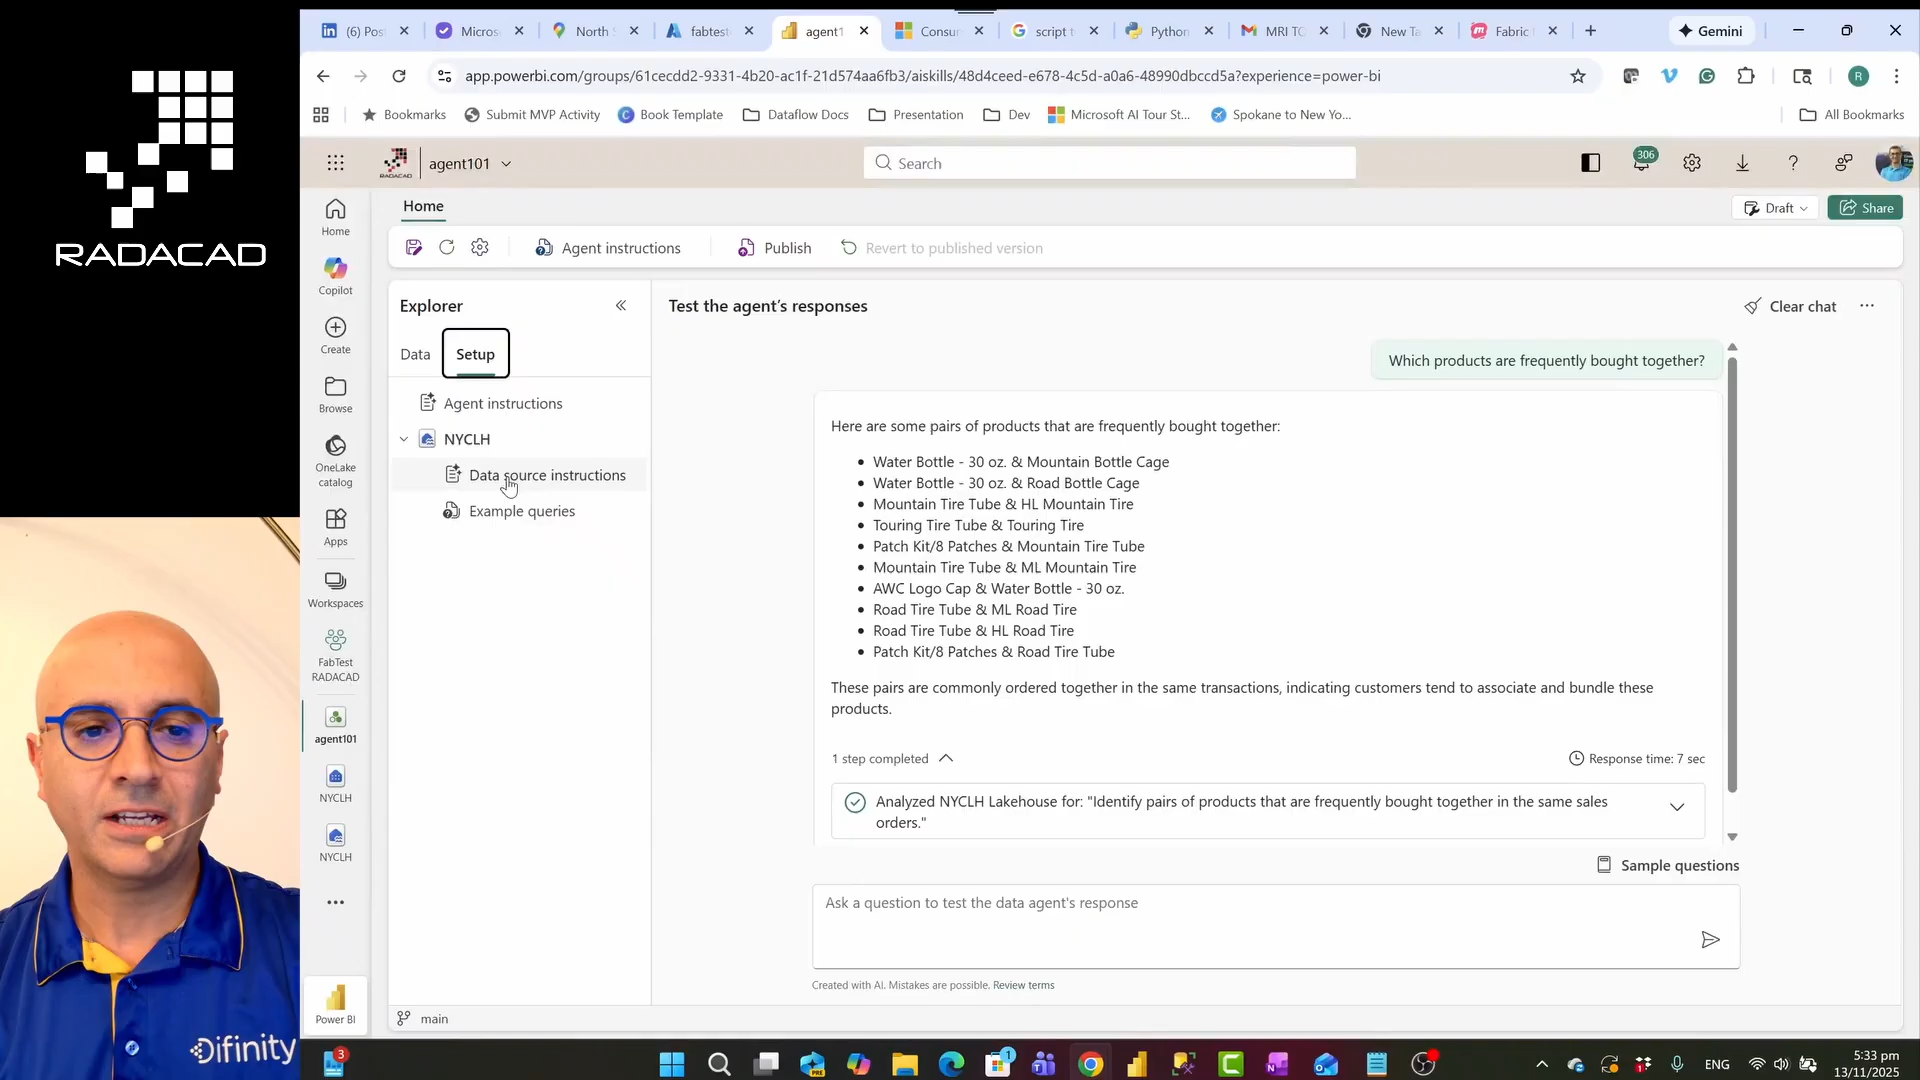 RADACAD
(6) Pos
Micros
North
fabtest
agent1
Consu
script t
Python
MRI TC
New Ta
Fabric
Gemini
app.powerbi.com/groups/61cecdd2-9331-4b20-ac1f-21d574aa6fb3/aiskills/48d4ceed-e678-4c5d-a0a6-48990dbccd5a?experience=power-bi
R
Bookmarks
Submit MVP Activity
Book Template
Dataflow Docs
Presentation
Dev
Microsoft AI Tour St...
Spokane to New Yo...
All Bookmarks
RADACAD
agent101
Search
306
Home
Draft
Share
Agent instructions
Publish
Revert to published version
Home
Copilot
Create
Browse
OneLake
catalog
Apps
Workspaces
FabTest
RADACAD
agent101
NYCLH
NYCLH
Power BI
Explorer
Data
Setup
Agent instructions
NYCLH
Data source instructions
Example queries
Test the agent's responses
Clear chat
Which products are frequently bought together?
Here are some pairs of products that are frequently bought together:
• Water Bottle - 30 oz. & Mountain Bottle Cage
• Water Bottle - 30 oz. & Road Bottle Cage
• Mountain Tire Tube & HL Mountain Tire
• Touring Tire Tube & Touring Tire
• Patch Kit/8 Patches & Mountain Tire Tube
• Mountain Tire Tube & ML Mountain Tire
• AWC Logo Cap & Water Bottle - 30 oz.
• Road Tire Tube & ML Road Tire
• Road Tire Tube & HL Road Tire
• Patch Kit/8 Patches & Road Tire Tube
These pairs are commonly ordered together in the same transactions, indicating customers tend to associate and bundle these
products.
1 step completed
Response time: 7 sec
Analyzed NYCLH Lakehouse for: "Identify pairs of products that are frequently bought together in the same sales
orders."
Sample questions
Ask a question to test the data agent's response
Created with AI. Mistakes are possible. Review terms
main
Difinity
3
PRE
1
1
ENG
5:33 pm
13/11/2025